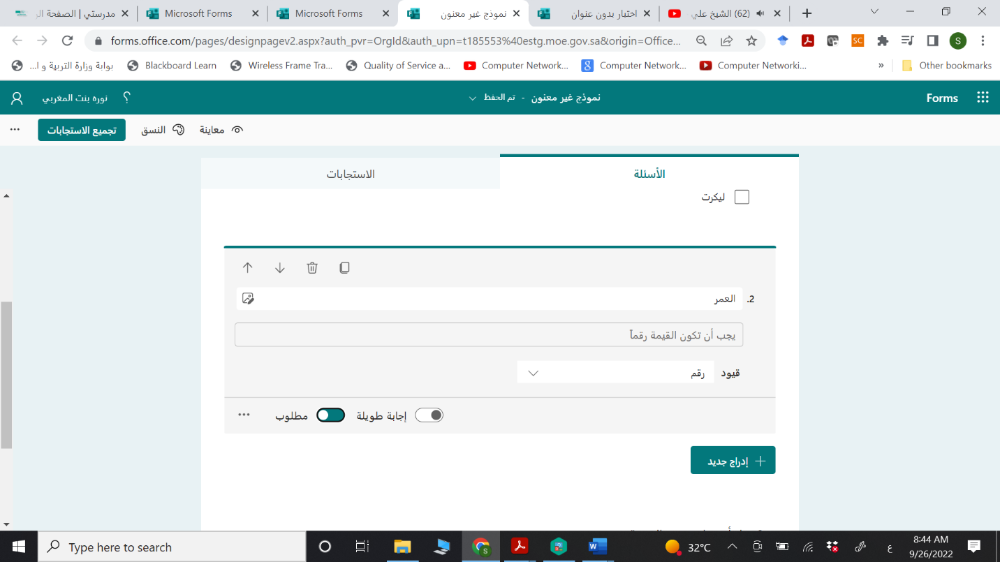 مدرستي | الصفحة الر
Microsoft Forms
Microsoft Forms
نموذج غير معنون
اختبار بدون عنوان
(62) الشيخ علي
forms.office.com/pages/designpagev2.aspx?auth_pvr=OrgId&auth_upn=t185553%40estg.moe.gov.sa&origin=Office...
SC
S
بوابة وزارة التربية و ا...
Blackboard Learn
Wireless Frame Tra...
Quality of Service a...
Computer Network...
Computer Network...
Computer Networki...
»
Other bookmarks
Forms
نموذج غير معنون - تم الحفظ
؟
نوره بنت المغربي
معاينة
النسق
تجميع الاستجابات
...
الأسئلة
الاستجابات
ليكرت
2. العمر
يجب أن تكون القيمة رقماً
قيود
رقم
إجابة طويلة
مطلوب
...
إدراج جديد
Type here to search
32°C
ع
8:44 AM
9/26/2022